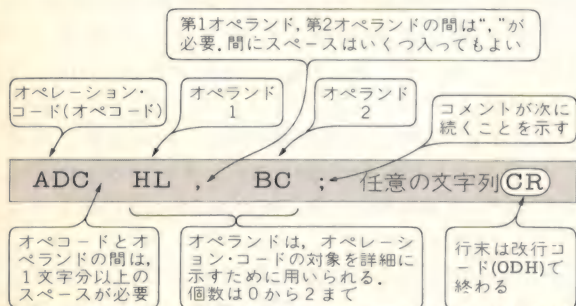 第1オペランド,第2オペランドの間は“,”が
必要.間にスペースはいくつ入ってもよい
オペレーション・
コード(オペコード)
オペランド
1
オペランド
2
コメントが次に
続くことを示す
ADC HL , BC ; 任意の文字列 CR
オペコードとオ
ペランドの間は,
1文字分以上の
スペースが必要
オペランドは,オペレーシ
ョン・コードの対象を詳細に
示すために用いられる.
個数は0から2まで
行末は改行コ
ード(ODH)で
終わる